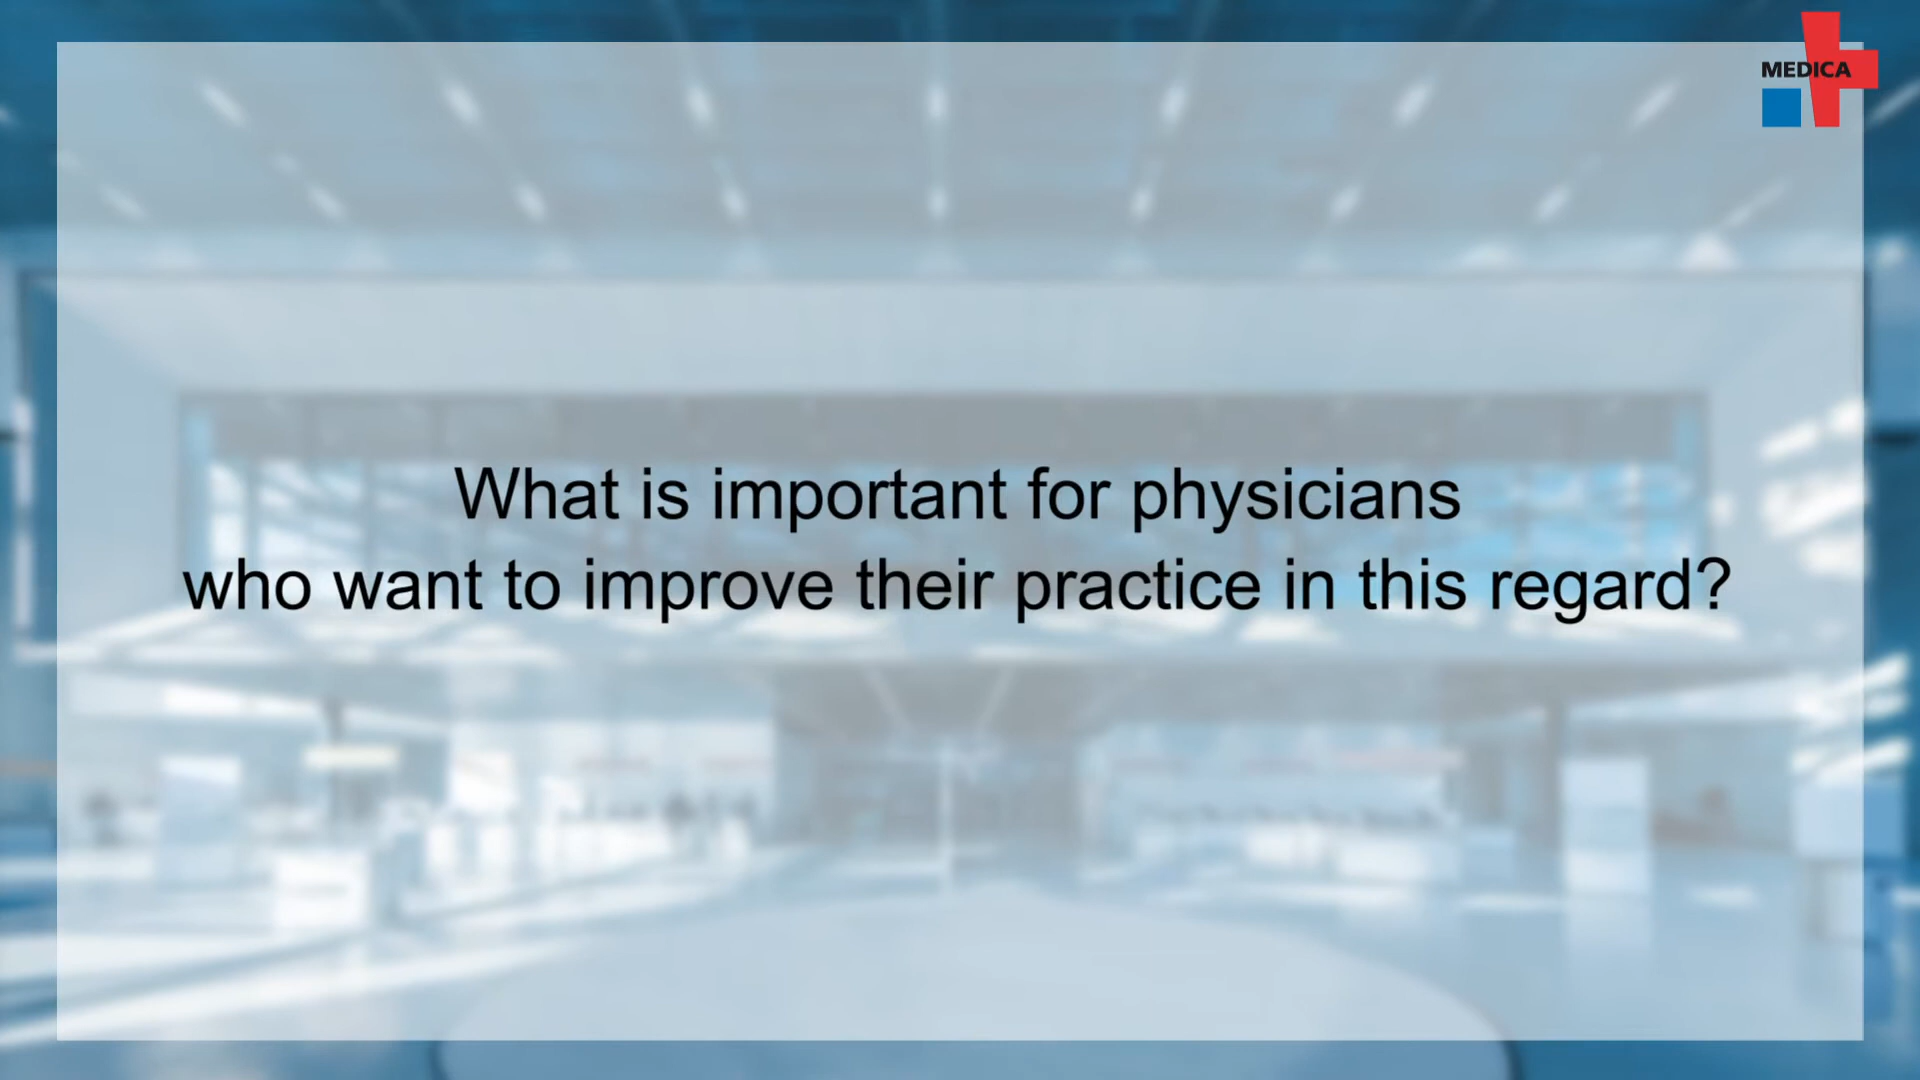 MEDICA
What is important for physicians
who want to improve their practice in this regard?